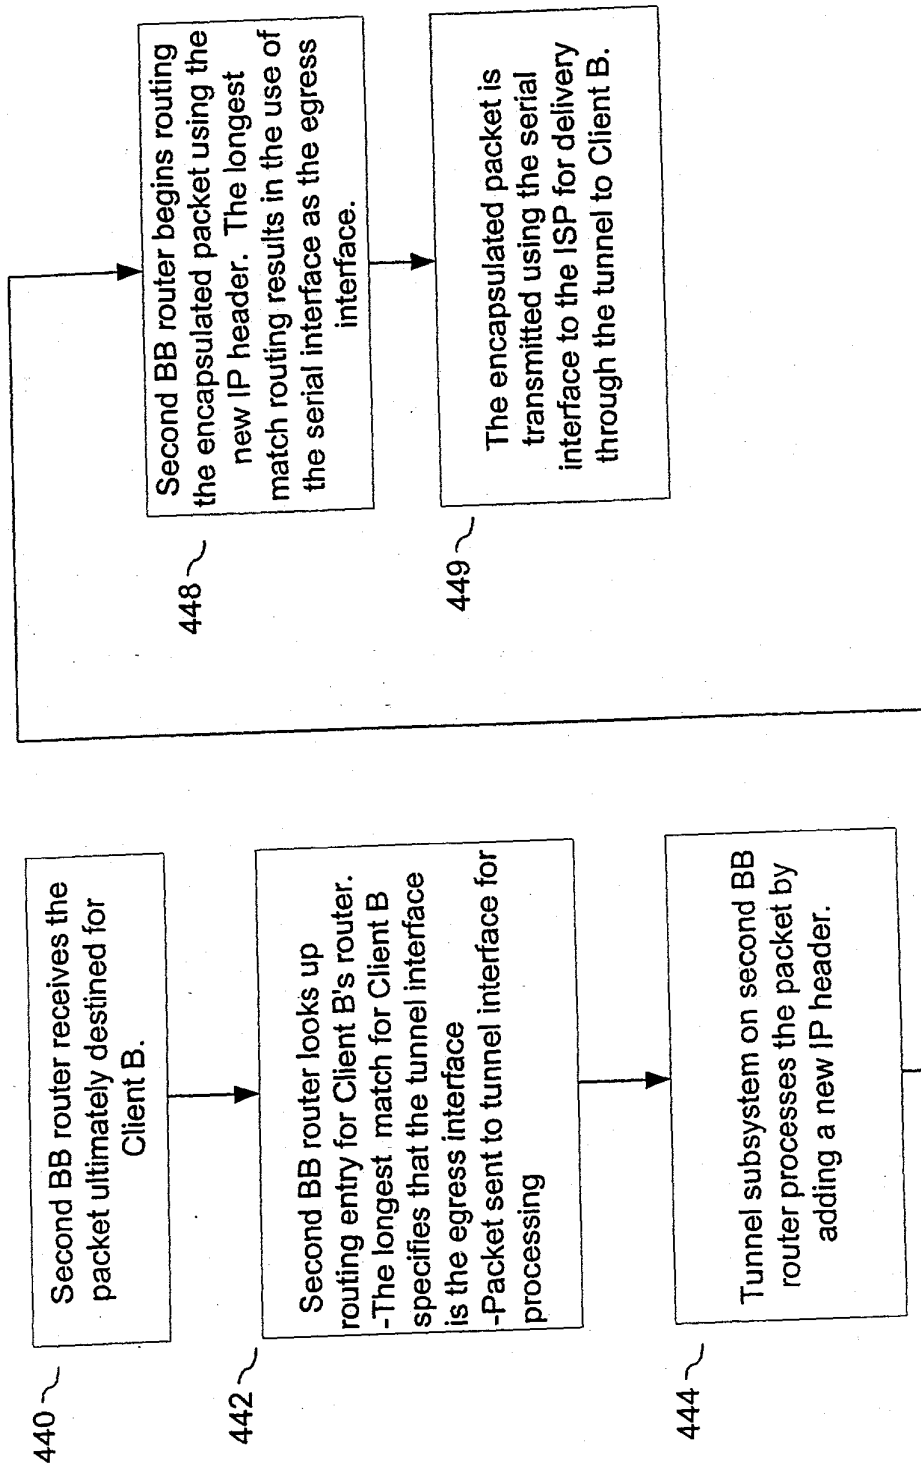 440
Second BB router receives the
packet ultimately destined for
Client B.
442
Second BB router looks up
routing entry for Client B's router.
-The longest match for Client B
specifies that the tunnel interface
is the egress interface
-Packet sent to tunnel interface for
processing
444
Tunnel subsystem on second BB
router processes the packet by
adding a new IP header.
448
Second BB router begins routing
the encapsulated packet using the
new IP header. The longest
match routing results in the use of
the serial interface as the egress
interface.
449
The encapsulated packet is
transmitted using the serial
interface to the ISP for delivery
through the tunnel to Client B.